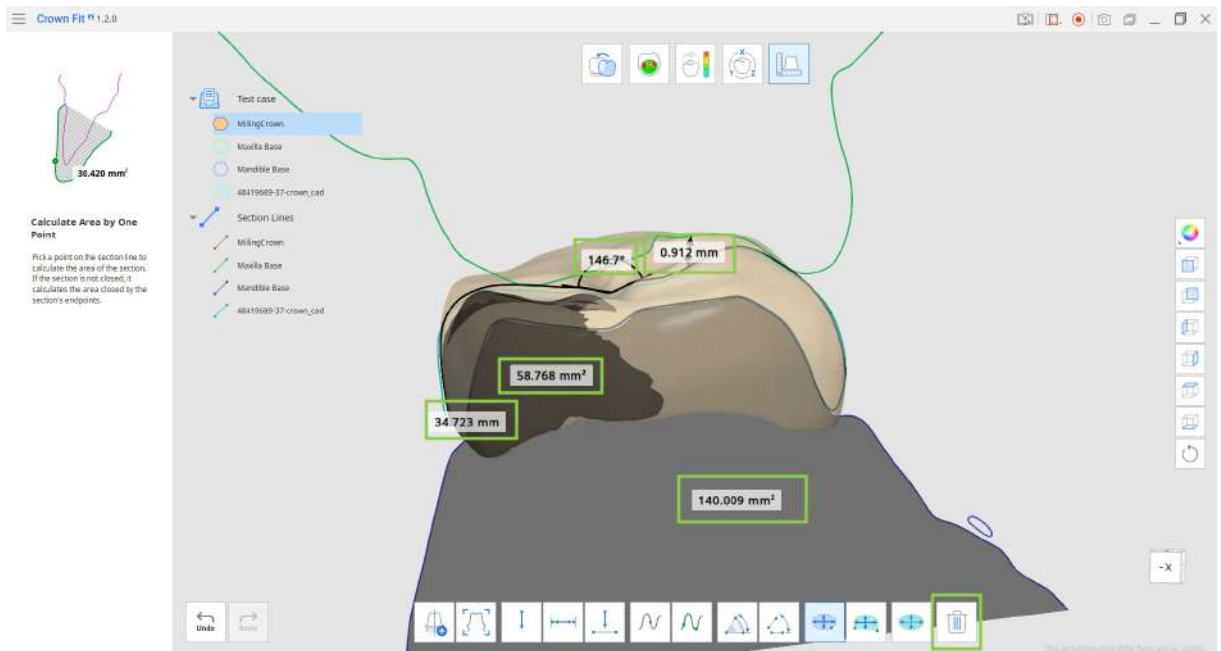 Crown Fit 1.2.0
30.420 mm²
Calculate Area by One
Point
Pick a point on the section line to
calculate the area of the section.
If the section is not closed, it
calculates the area closed by the
section's endpoints.
Test case
MilingCrown
Maxilla Base
Mandible Base
48419689-37-crown_cad
Section Lines
MilingCrown
Maxilla Base
Mandible Base
48419689-37-crown_cad
X
Y
Z
146.7°
0.912 mm
58.768 mm²
34.723 mm
140.009 mm²
-X
Undo
Redo